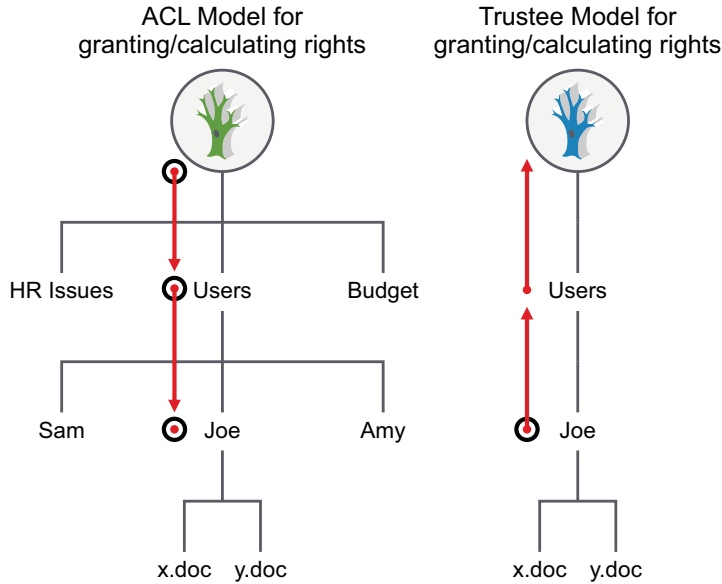 ACL Model for
granting/calculating rights
Trustee Model for
granting/calculating rights
HR Issues
Users
Budget
Users
Sam
Joe
Amy
Joe
x.doc
y.doc
x.doc
y.doc